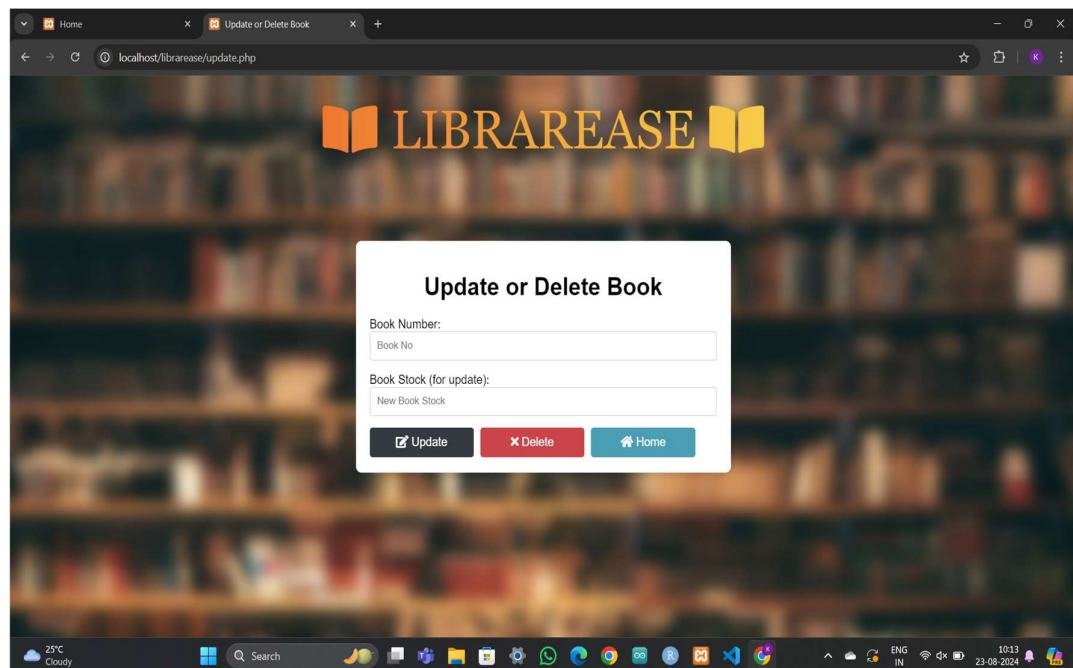 Home
Update or Delete Book
localhost/librarease/update.php
K
LIBRAREASE
Update or Delete Book
Book Number:
Book No
Book Stock (for update):
New Book Stock
Update
Delete
Home
25°C
Cloudy
Search
R
K
ENG
IN
10:13
23-08-2024